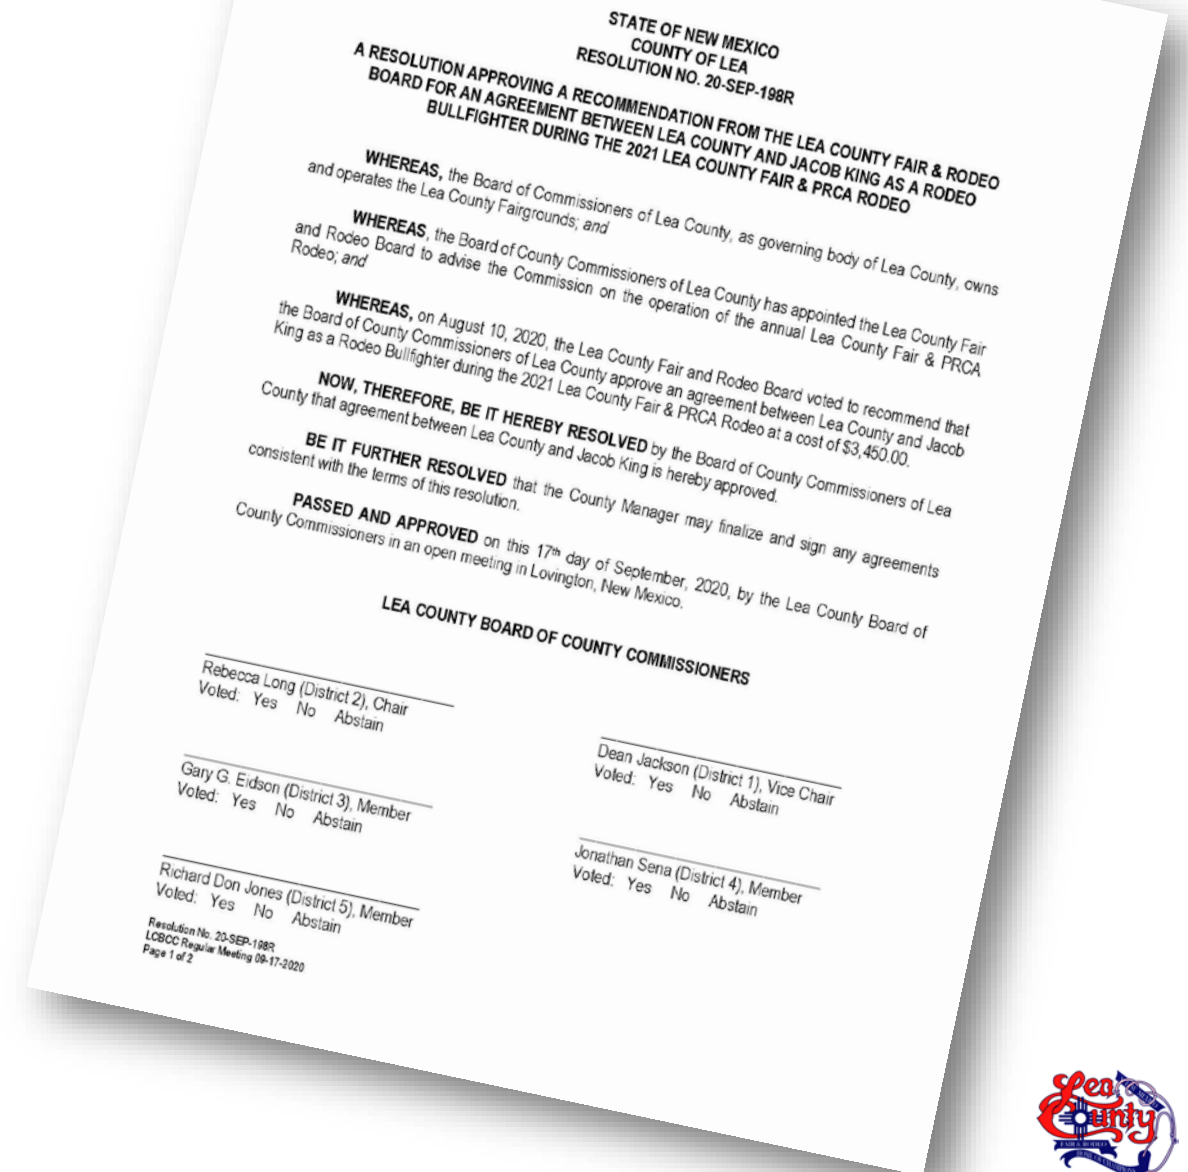 STATE OF NEW MEXICO
COUNTY OF LEA
RESOLUTION NO. 20-SEP-198R
A RESOLUTION APPROVING A RECOMMENDATION FROM THE LEA COUNTY FAIR & RODEO
BOARD FOR AN AGREEMENT BETWEEN LEA COUNTY AND JACOB KING AS A RODEO
BULLFIGHTER DURING THE 2021 LEA COUNTY FAIR & PRCA RODEO
WHEREAS, the Board of Commissioners of Lea County, as governing body of Lea County, owns
and operates the Lea County Fairgrounds; and
WHEREAS, the Board of County Commissioners of Lea County has appointed the Lea County Fair
and Rodeo Board to advise the Commission on the operation of the annual Lea County Fair & PRCA
Rodeo; and
WHEREAS, on August 10, 2020, the Lea County Fair and Rodeo Board voted to recommend that
the Board of County Commissioners of Lea County approve an agreement between Lea County and Jacob
King as a Rodeo Bullfighter during the 2021 Lea County Fair & PRCA Rodeo at a cost of $3,450.00.
NOW, THEREFORE, BE IT HEREBY RESOLVED by the Board of County Commissioners of Lea
County that agreement between Lea County and Jacob King is hereby approved.
BE IT FURTHER RESOLVED that the County Manager may finalize and sign any agreements
consistent with the terms of this resolution.
PASSED AND APPROVED on this 17th day of September, 2020, by the Lea County Board of
County Commissioners in an open meeting in Lovington, New Mexico.
LEA COUNTY BOARD OF COUNTY COMMISSIONERS
Rebecca Long (District 2), Chair
Voted: Yes No Abstain
Dean Jackson (District 1), Vice Chair
Voted: Yes No Abstain
Gary G. Eidson (District 3), Member
Voted: Yes No Abstain
Jonathan Sena (District 4), Member
Voted: Yes No Abstain
Richard Don Jones (District 5), Member
Voted: Yes No Abstain
Resolution No. 20-SEP-198R
LCBCC Regular Meeting 09-17-2020
Page 1 of 2
Lea
County
FAIR & RODEO